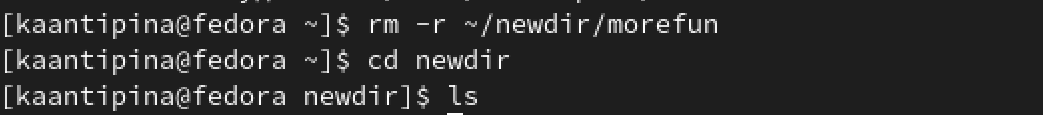 [kaantipina@fedora ~]$ rm -r ~/newdir/morefun
[kaantipina@fedora ~]$ cd newdir
[kaantipina@fedora newdir]$ ls